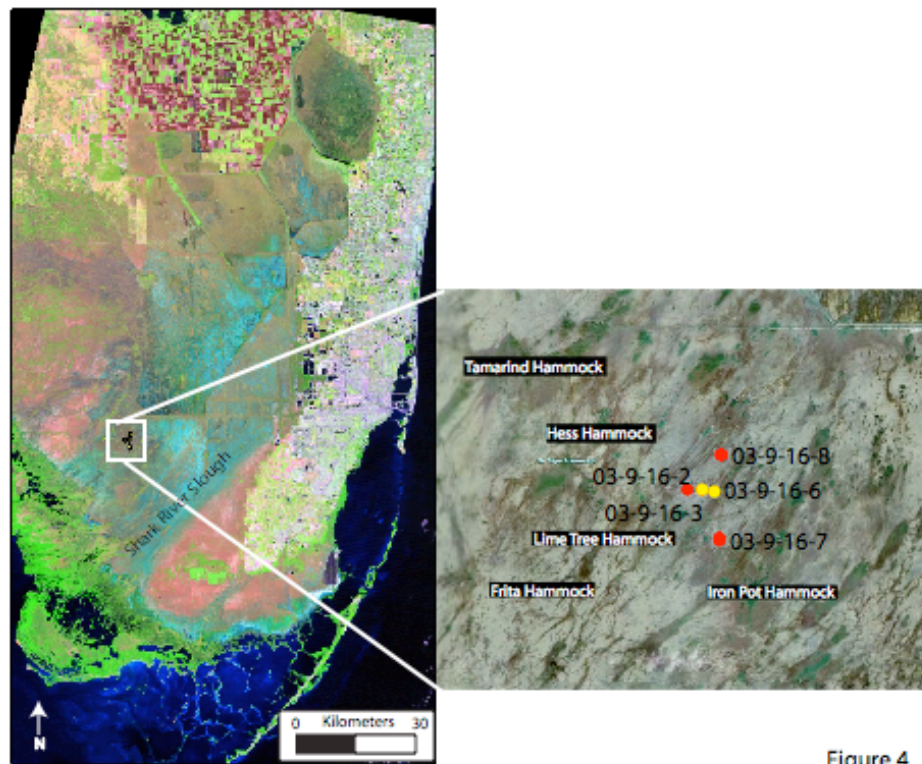 Tamarind Hammock
Hess Hammock
03-9-16-8
03-9-16-2
03-9-16-6
03-9-16-3
Lime Tree Hammock
03-9-16-7
Frita Hammock
Iron Pot Hammock
Shark River Slough
N
0 Kilometers 30
Figure 4